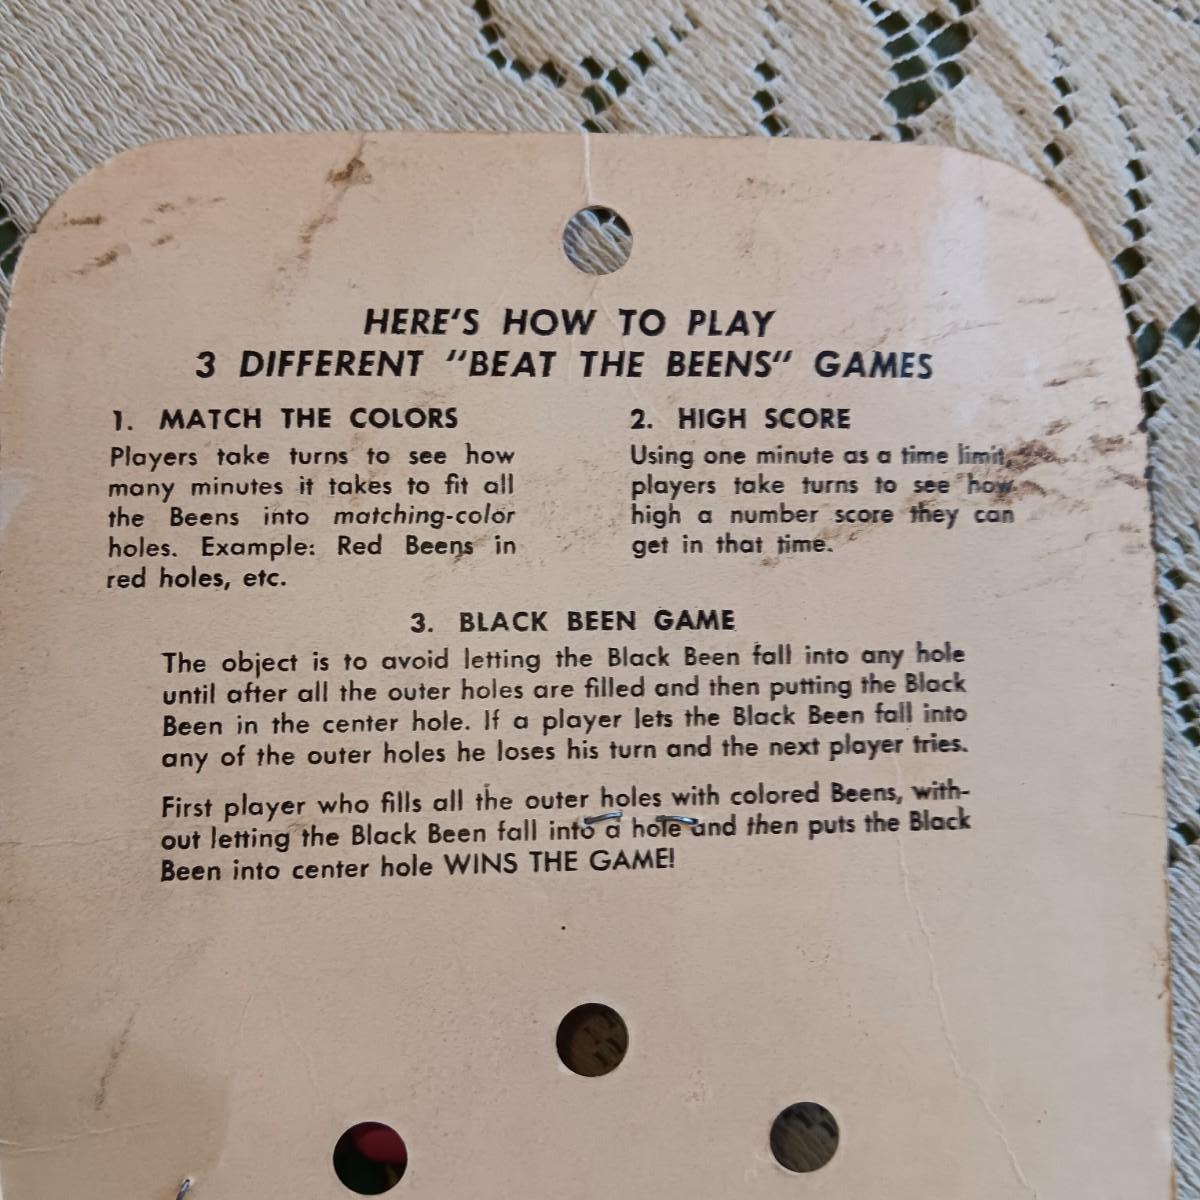 HERE'S HOW TO PLAY
3 DIFFERENT "BEAT THE BEENS" GAMES
1. MATCH THE COLORS
Players take turns to see how
many minutes it takes to fit all
the Beens into matching-color
holes. Example: Red Beens in
red holes, etc.
2. HIGH SCORE
Using one minute as a time limit,
players take turns to see how
high a number score they can
get in that time.
3. BLACK BEEN GAME
The object is to avoid letting the Black Been fall into any hole
until after all the outer holes are filled and then putting the Black
Been in the center hole. If a player lets the Black Been fall into
any of the outer holes he loses his turn and the next player tries.
First player who fills all the outer holes with colored Beens, with-
out letting the Black Been fall into a hole and then puts the Black
Been into center hole WINS THE GAME!